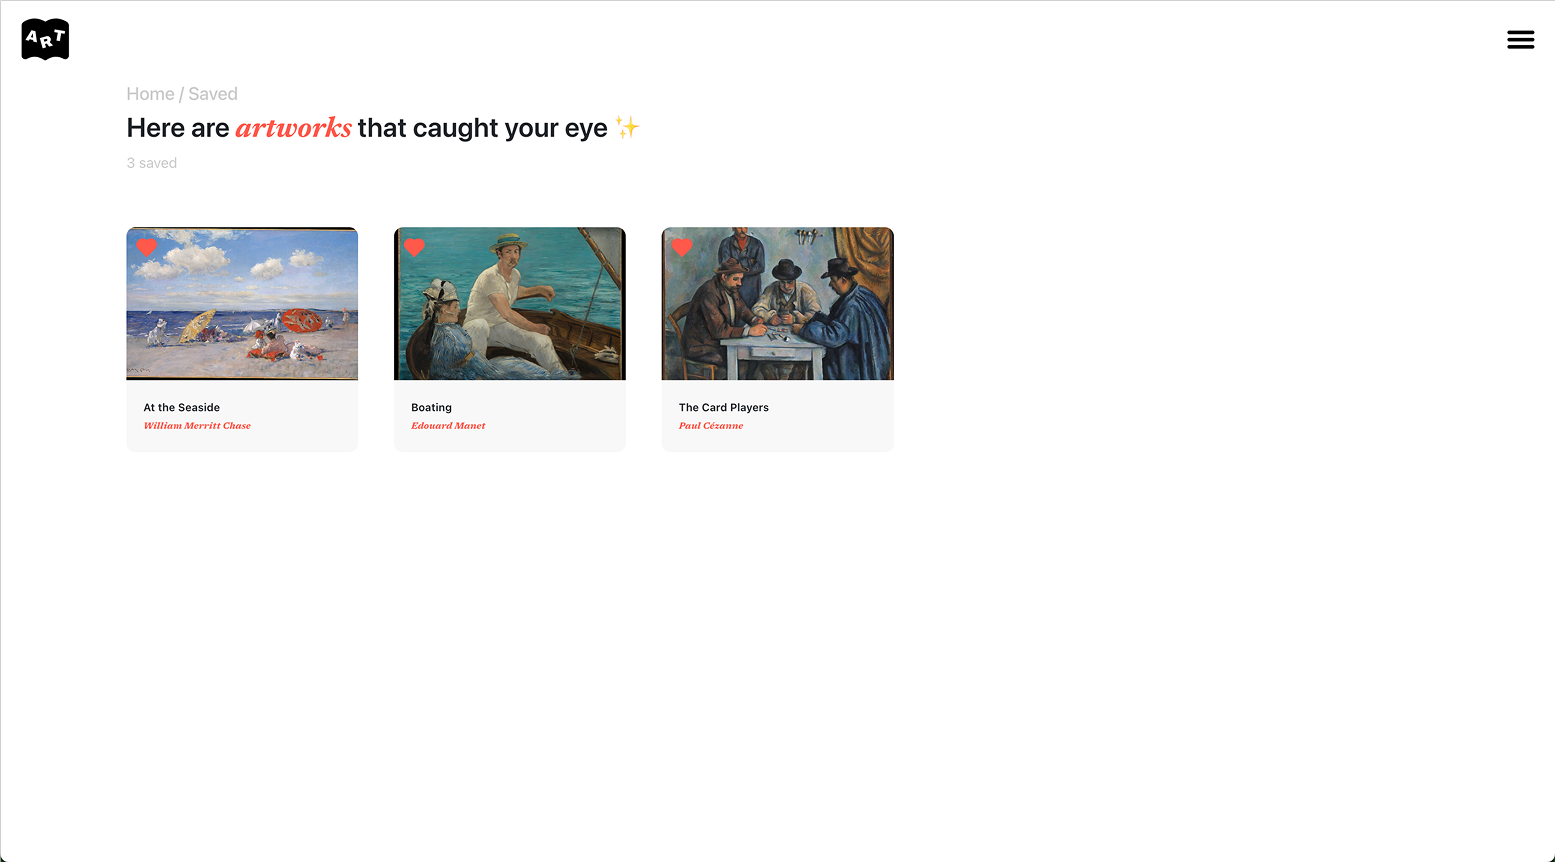 ART
Home / Saved
Here are artworks that caught your eye ✨
3 saved
At the Seaside
William Merritt Chase
Boating
Edouard Manet
The Card Players
Paul Cézanne